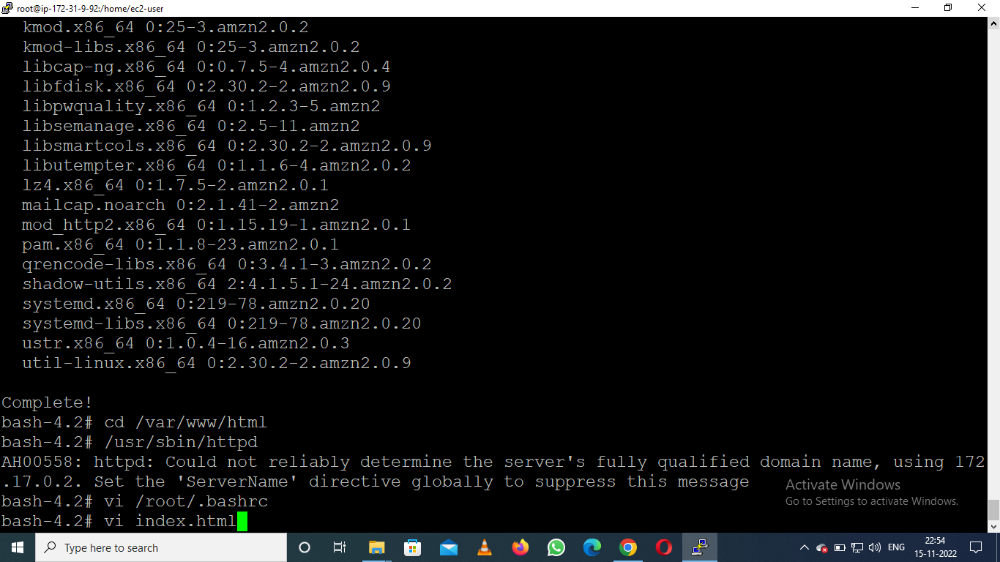 root@ip-172-31-9-92:/home/ec2-user
kmod.x86_64 0:25-3.amzn2.0.2
kmod-libs.x86_64 0:25-3.amzn2.0.2
libcap-ng.x86_64 0:0.7.5-4.amzn2.0.4
libfdisk.x86_64 0:2.30.2-2.amzn2.0.9
libpwquality.x86_64 0:1.2.3-5.amzn2
libsemanage.x86_64 0:2.5-11.amzn2
libsmartcols.x86_64 0:2.30.2-2.amzn2.0.9
libutempter.x86_64 0:1.1.6-4.amzn2.0.2
lz4.x86_64 0:1.7.5-2.amzn2.0.1
mailcap.noarch 0:2.1.41-2.amzn2
mod_http2.x86_64 0:1.15.19-1.amzn2.0.1
pam.x86_64 0:1.1.8-23.amzn2.0.1
qrencode-libs.x86_64 0:3.4.1-3.amzn2.0.2
shadow-utils.x86_64 2:4.1.5.1-24.amzn2.0.2
systemd.x86_64 0:219-78.amzn2.0.20
systemd-libs.x86_64 0:219-78.amzn2.0.20
ustr.x86_64 0:1.0.4-16.amzn2.0.3
util-linux.x86_64 0:2.30.2-2.amzn2.0.9
Complete!
bash-4.2# cd /var/www/html
bash-4.2# /usr/sbin/httpd
AH00558: httpd: Could not reliably determine the server's fully qualified domain name, using 172
.17.0.2. Set the 'ServerName' directive globally to suppress this message
bash-4.2# vi /root/.bashrc
bash-4.2# vi index.html
Activate Windows
Go to Settings to activate Windows.
Type here to search
ENG
22:54
15-11-2022